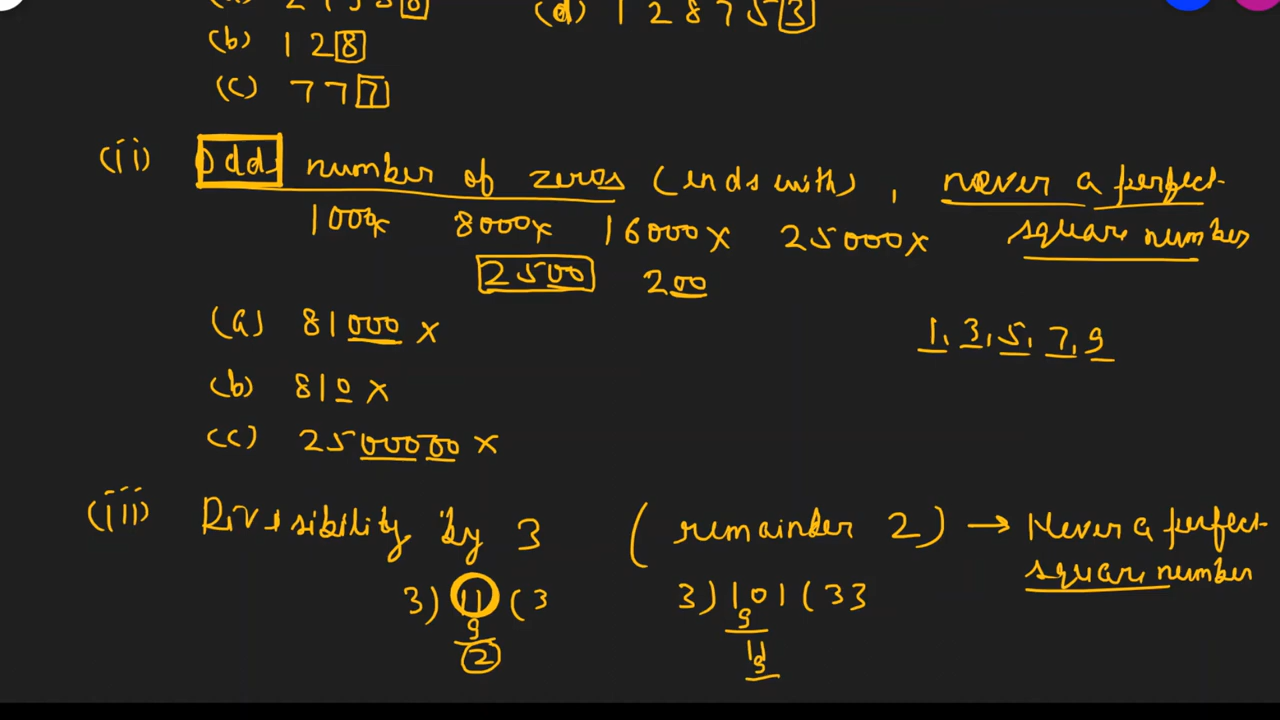 (d) 1 2 8 7 5 3
(b) 1 2 8
(c) 7 7 7
(ii) Odd number of zeros (ends with), never a perfect
square number
1000x 8000x 16000x 25000x
2500 200
(a) 81000 x
1, 3, 5, 7, 9
(b) 810 x
(c) 2500000 x
(iii) Divisibility by 3 (remainder 2) → Never a perfect
square number
3) 11 (3 3) 101 (33
9 9
2 11
9